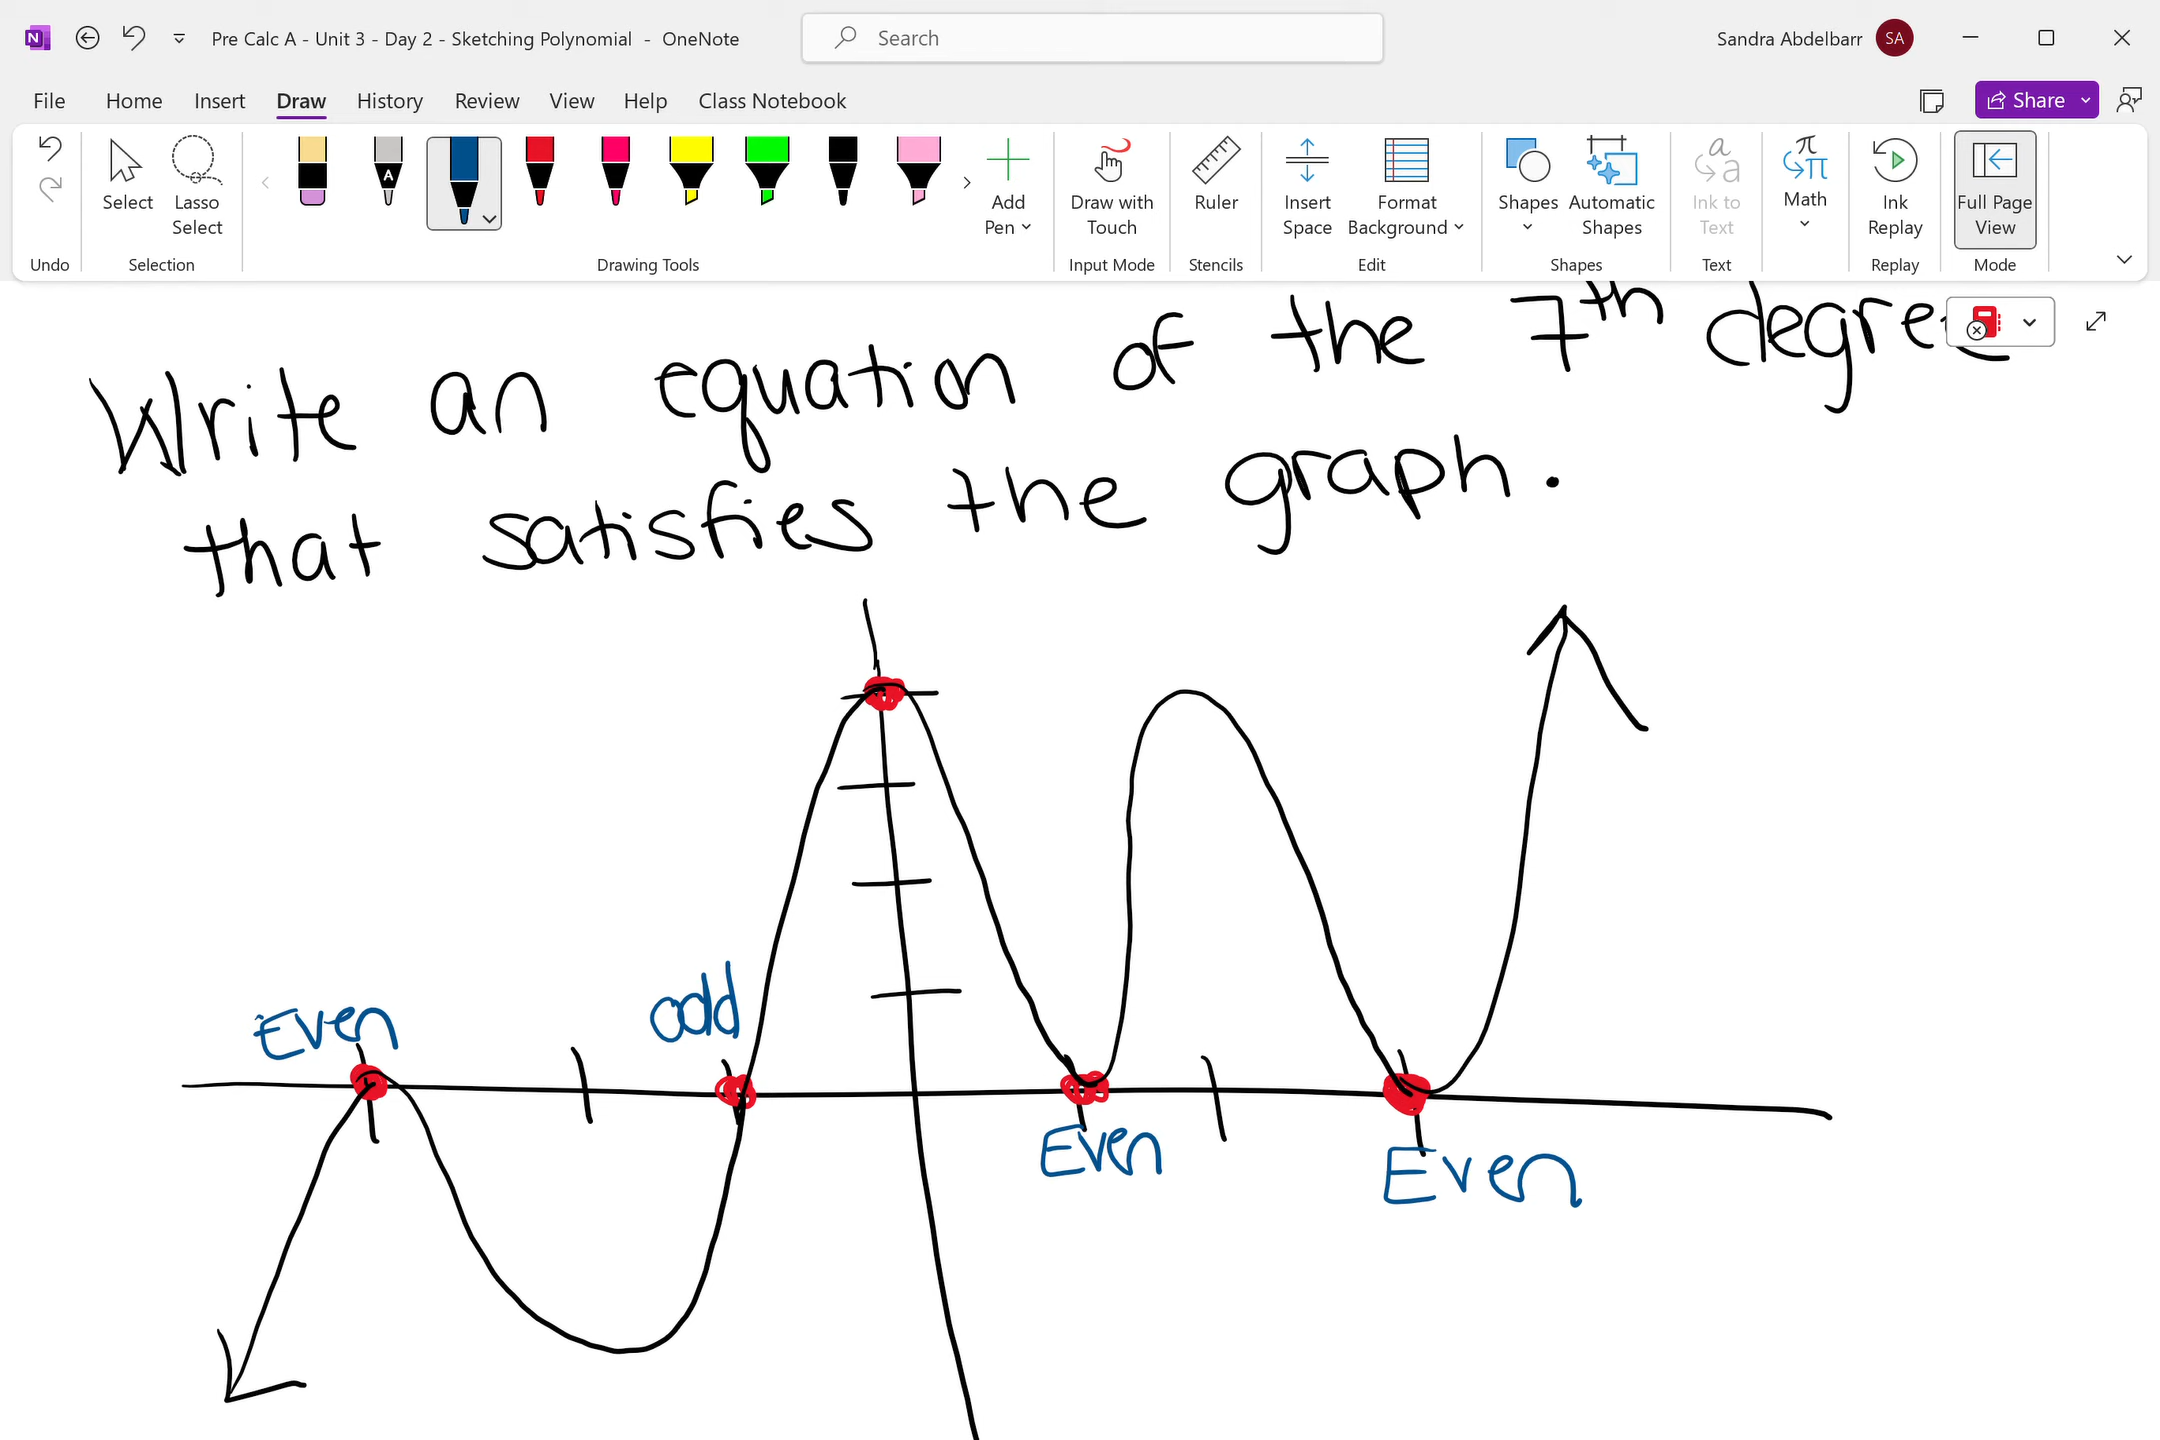 Pre Calc A - Unit 3 - Day 2 - Sketching Polynomial - OneNote
Search
Sandra Abdelbarr SA
File Home Insert Draw History Review View Help Class Notebook
Share
Select
Lasso Select
A
Add Pen
Draw with Touch
Ruler
Insert Space
Format Background
Shapes
Automatic Shapes
Ink to Text
Math
Ink Replay
Full Page View
Undo Selection Drawing Tools Input Mode Stencils Edit Shapes Text Replay Mode
Write an equation of the 7th degree
that satisfies the graph.
Even odd
Even Even